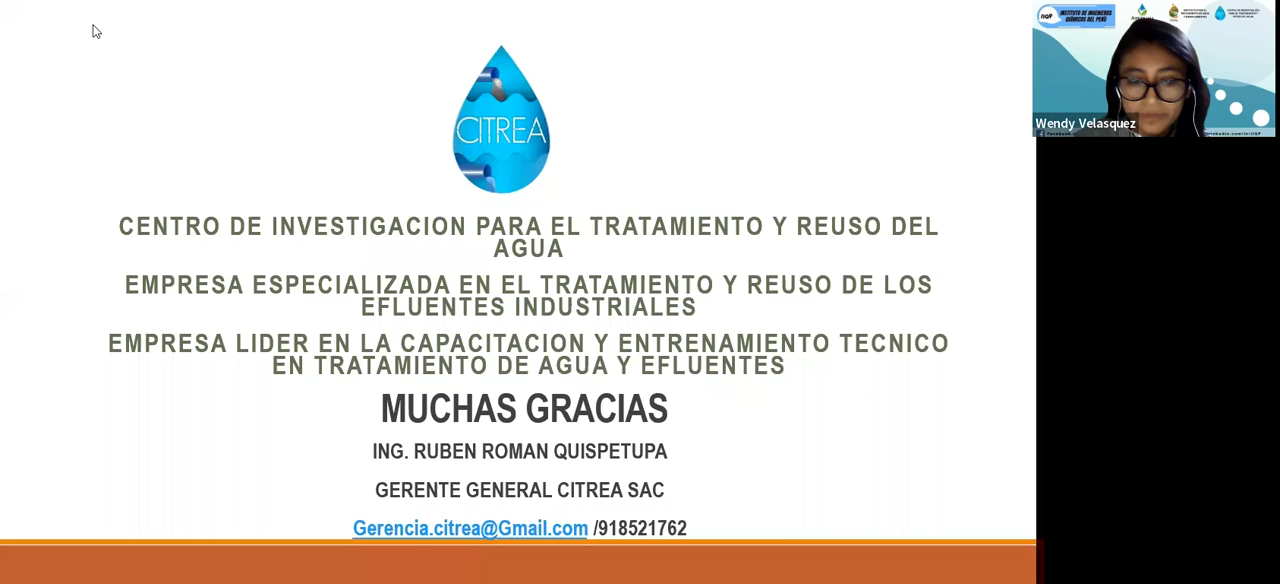 CITREA
CENTRO DE INVESTIGACION PARA EL TRATAMIENTO Y REUSO DEL
AGUA
EMPRESA ESPECIALIZADA EN EL TRATAMIENTO Y REUSO DE LOS
EFLUENTES INDUSTRIALES
EMPRESA LIDER EN LA CAPACITACION Y ENTRENAMIENTO TECNICO
EN TRATAMIENTO DE AGUA Y EFLUENTES
MUCHAS GRACIAS
ING. RUBEN ROMAN QUISPETUPA
GERENTE GENERAL CITREA SAC
Gerencia.citrea@Gmail.com /918521762
IIQP
INSTITUTO DE INGENIEROS
QUÍMICOS DEL PERÚ
Wendy Velasquez